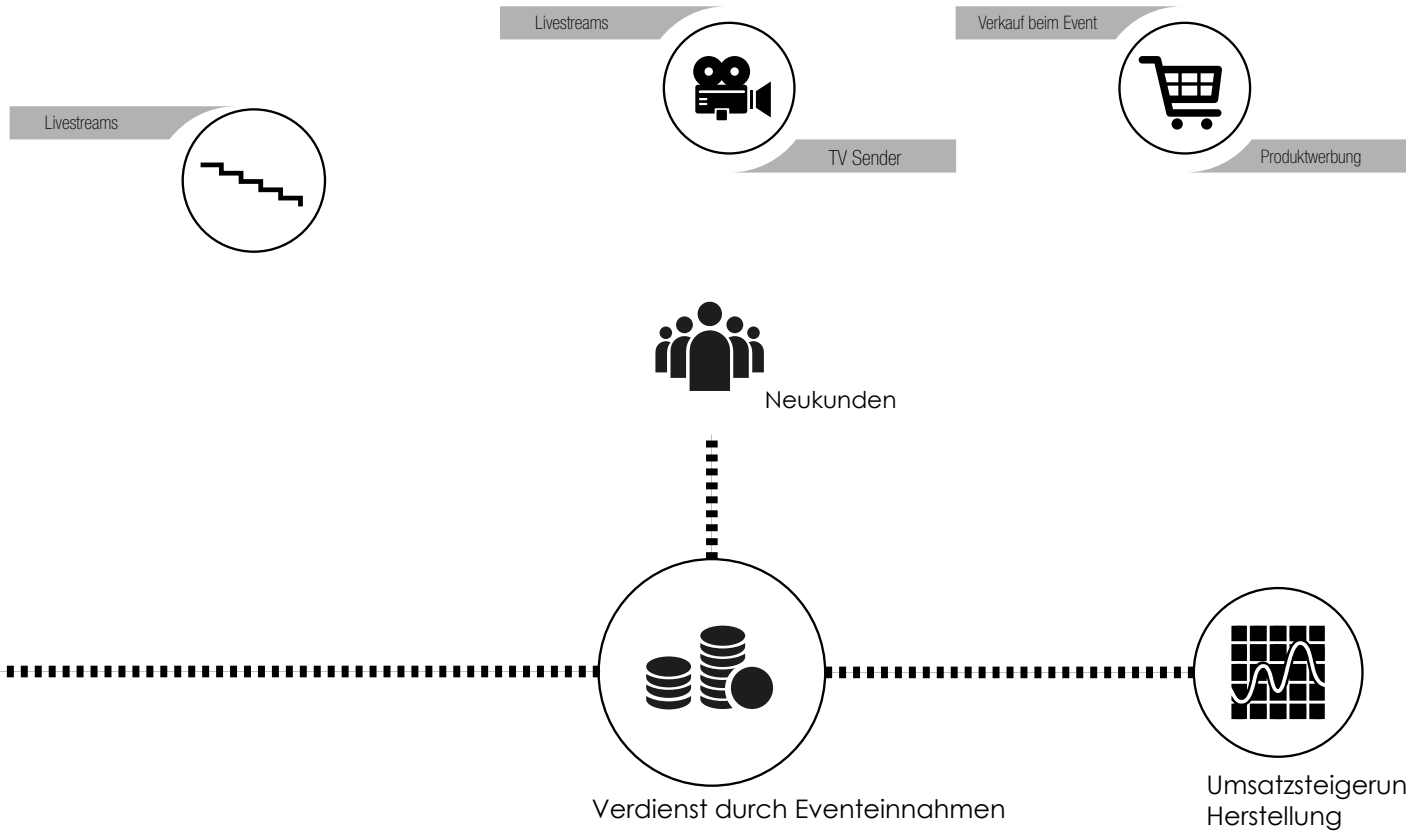 Livestreams
Verkauf beim Event
Livestreams
TV Sender
Produktwerbung
Neukunden
Verdienst durch Eventeinnahmen
Umsatzsteigerun
Herstellung